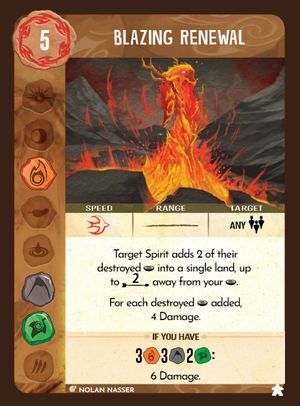 5
BLAZING RENEWAL
SPEED RANGE TARGET
ANY
Target Spirit adds 2 of their
destroyed into a single land, up
to 2 away from your .
For each destroyed added,
4 Damage.
IF YOU HAVE
3 3 2 :
6 Damage.
NOLAN NASSER